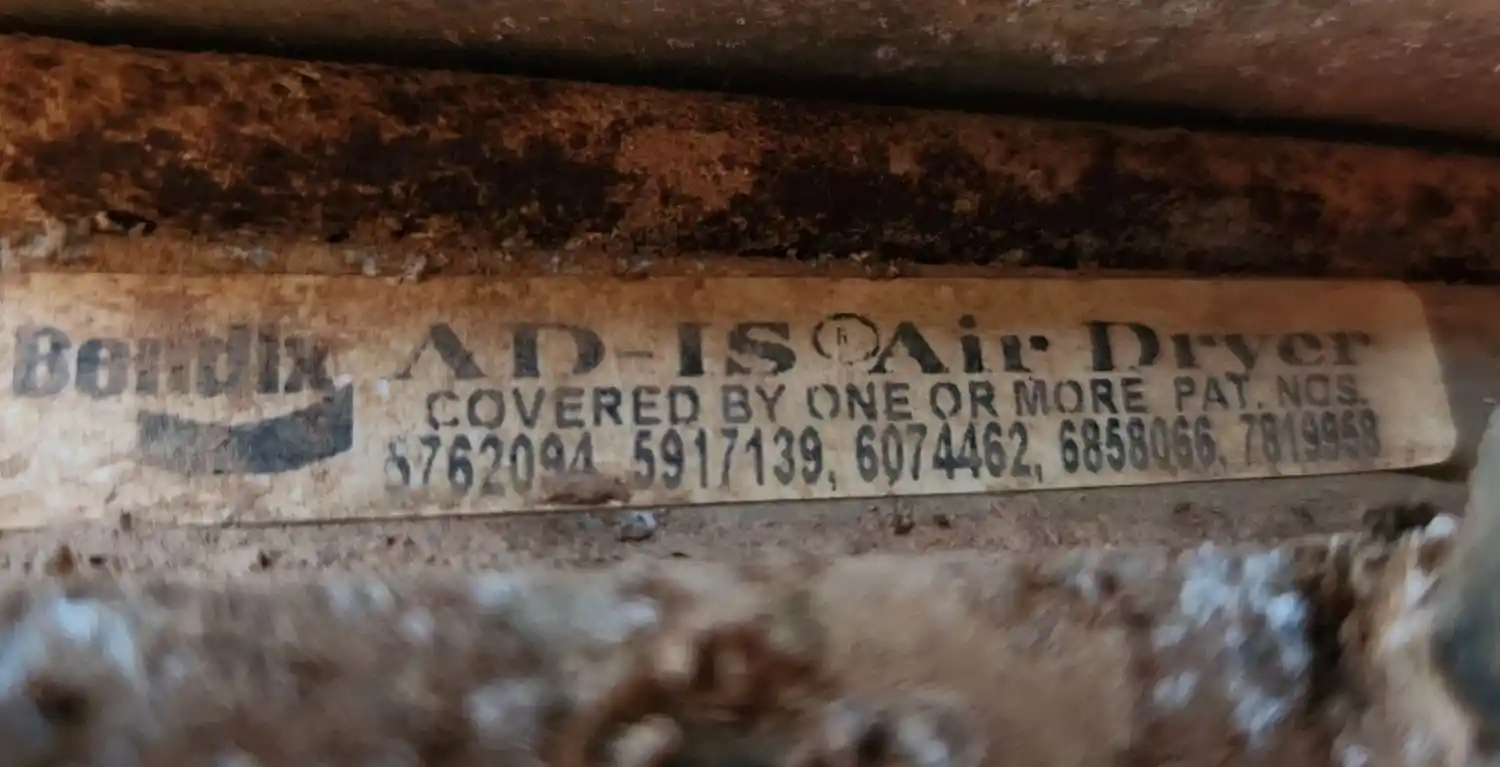 Bendix
AD-IS® Air Dryer
COVERED BY ONE OR MORE PAT. NOS.
5762094, 5917139, 6074462, 6858066, 7819958